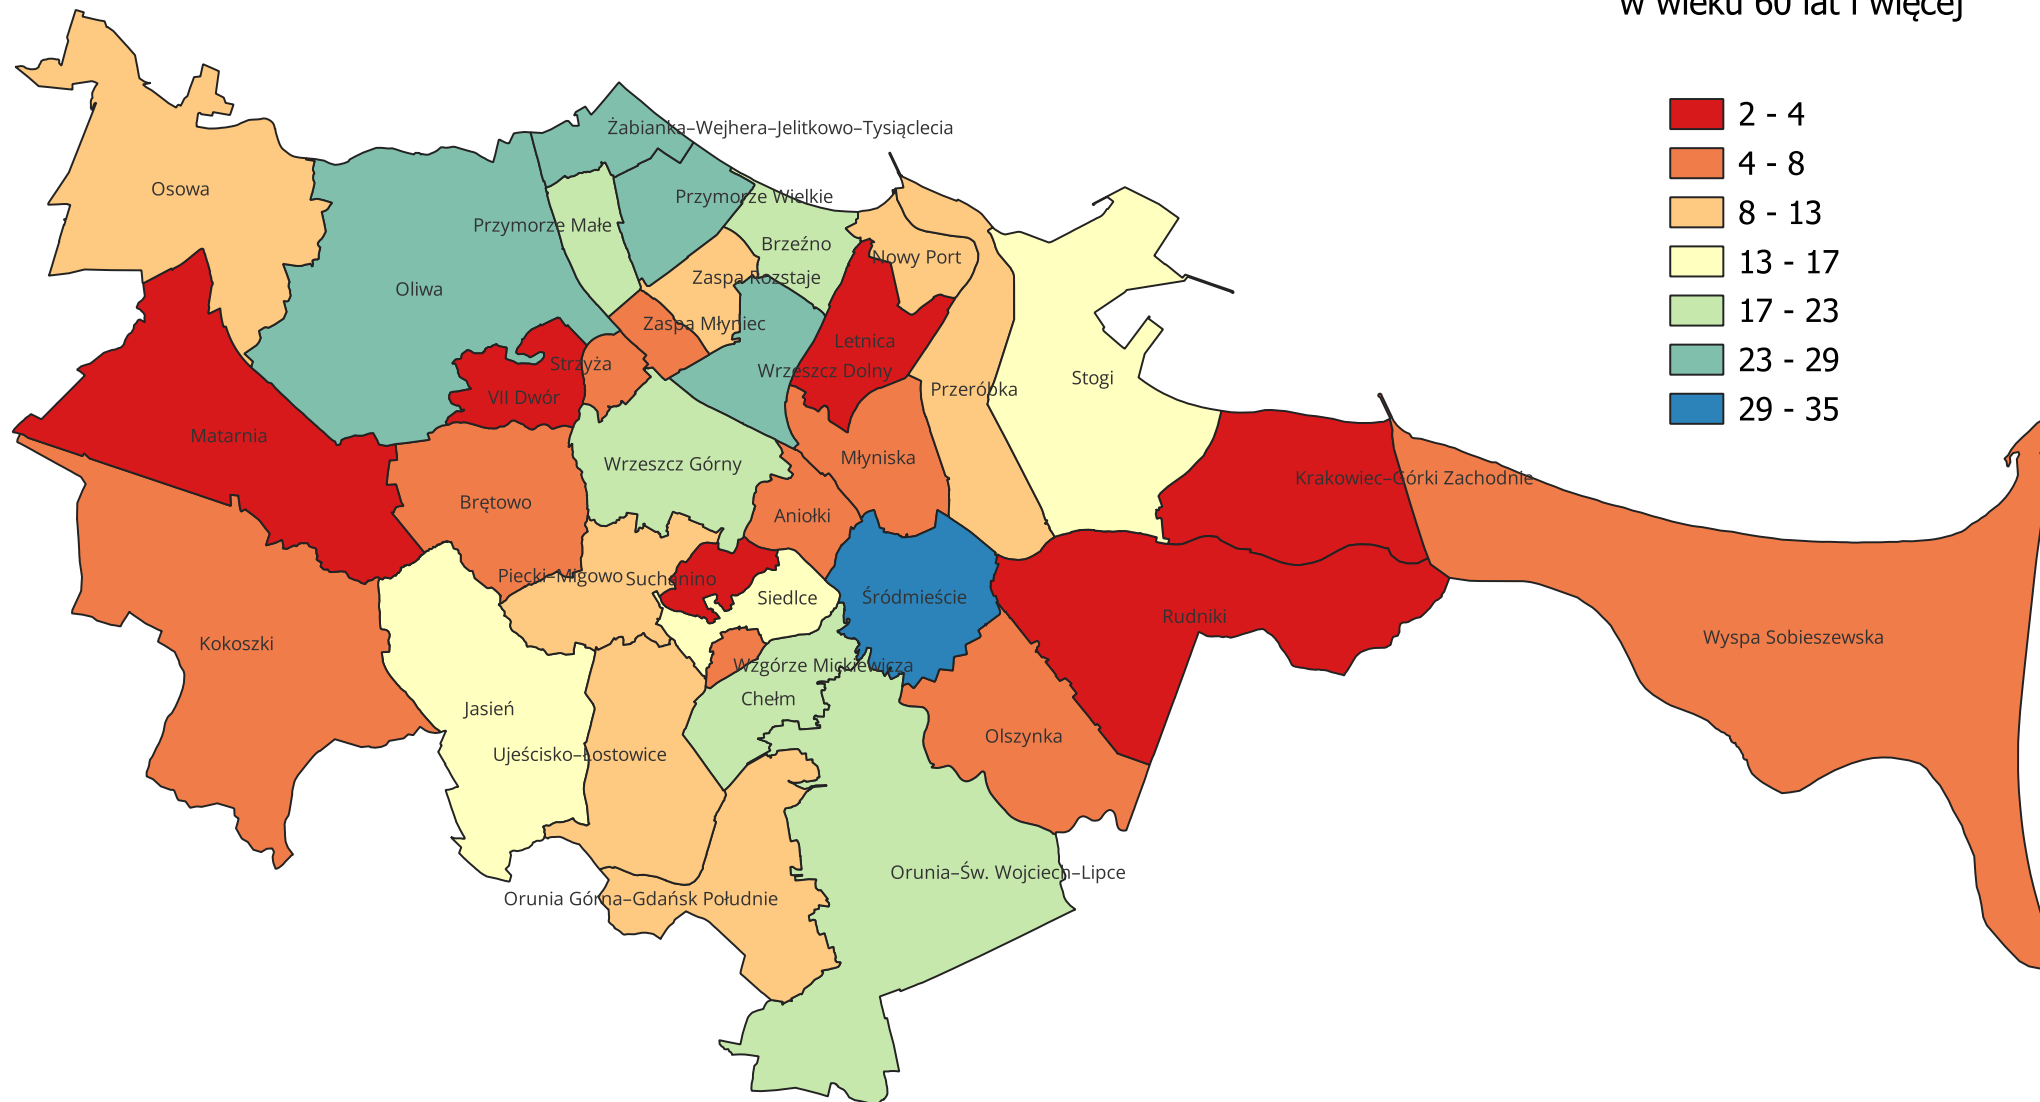 w wieku 60 lat i więcej
2 - 4
4 - 8
8 - 13
13 - 17
17 - 23
23 - 29
29 - 35
Żabianka–Wejhera–Jelitkowo–Tysiąclecia
Osowa
Przymorze Wielkie
Przymorze Małe
Brzeźno
Nowy Port
Zaspa Rozstaje
Oliwa
Zaspa Młyniec
Letnica
Strzyża
Wrzeszcz Dolny
Stogi
Przeróbka
VII Dwór
Matarnia
Młyniska
Wrzeszcz Górny
Krakowiec–Górki Zachodnie
Brętowo
Aniołki
Piecki–Migowo
Suchanino
Siedlce
Śródmieście
Rudniki
Wyspa Sobieszewska
Kokoszki
Wzgórze Mickiewicza
Chełm
Jasień
Olszynka
Ujeścisko–Łostowice
Orunia–Św. Wojciech–Lipce
Orunia Górna–Gdańsk Południe